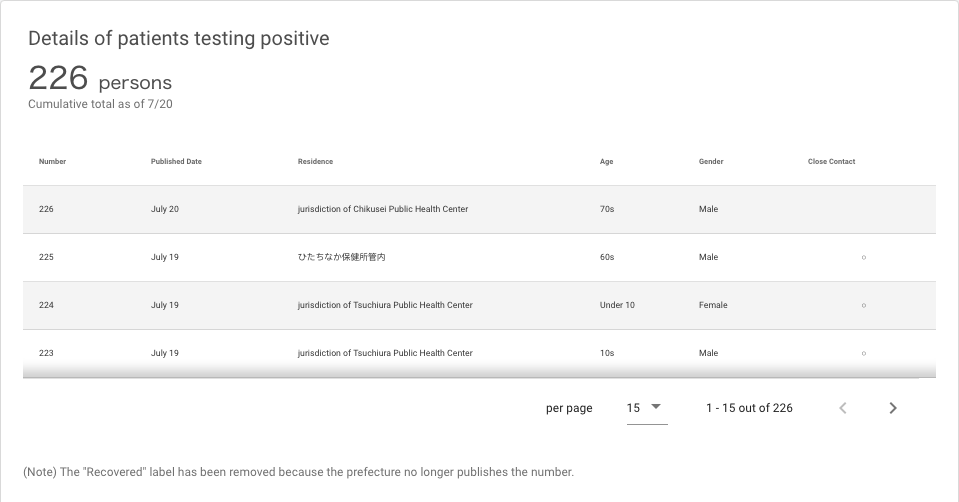 Details of patients testing positive
226 persons
Cumulative total as of 7/20
Number Published Date Residence Age Gender Close Contact
226 July 20 jurisdiction of Chikusei Public Health Center 70s Male
225 July 19 ひたちなか保健所管内 60s Male ○
224 July 19 jurisdiction of Tsuchiura Public Health Center Under 10 Female ○
223 July 19 jurisdiction of Tsuchiura Public Health Center 10s Male ○
per page 15 1 - 15 out of 226
(Note) The "Recovered" label has been removed because the prefecture no longer publishes the number.